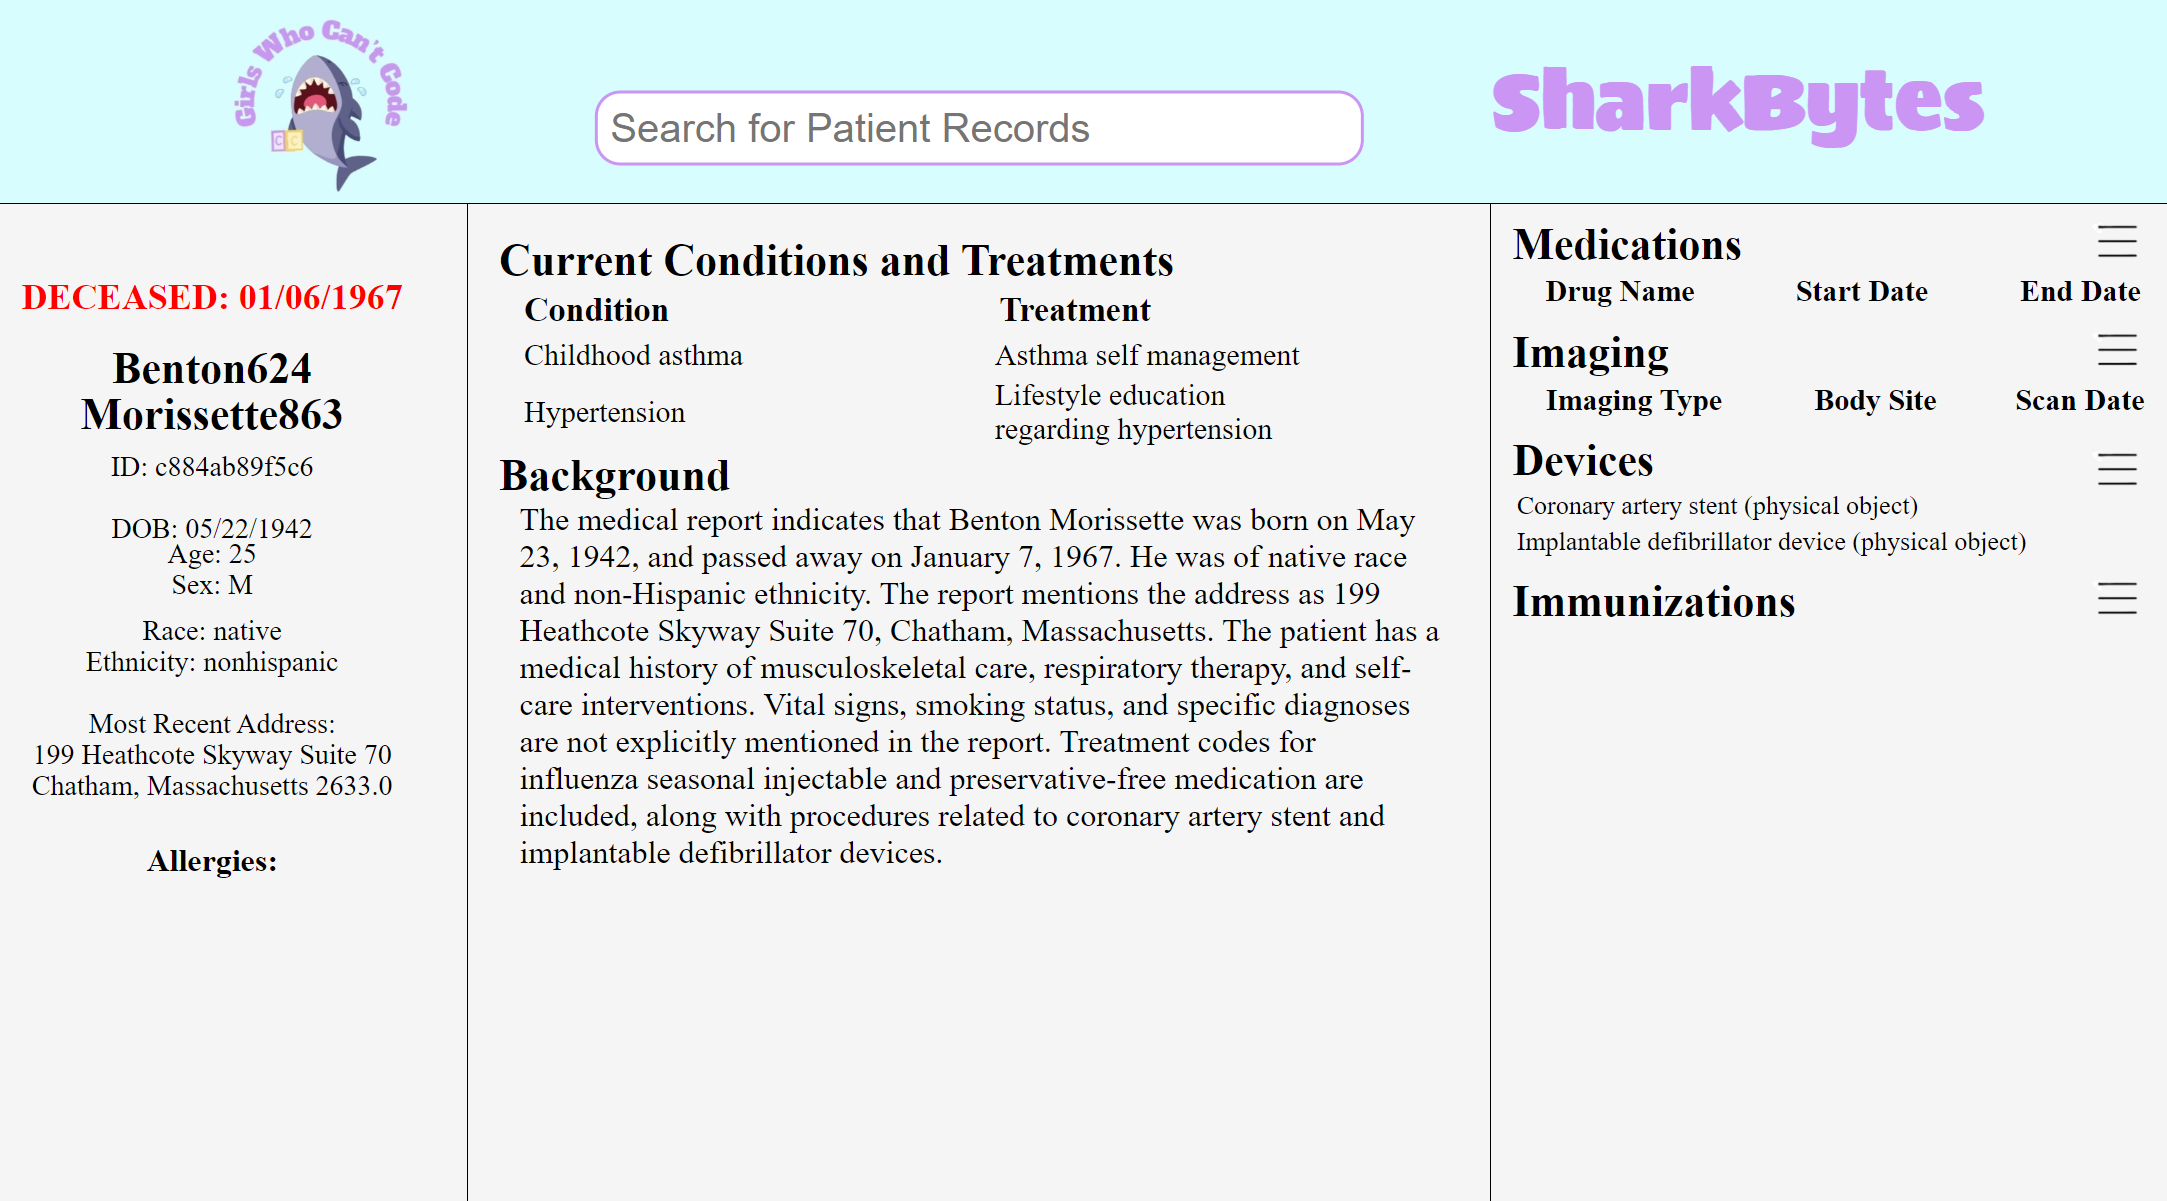 Girls Who Can't Code
C C
Search for Patient Records
SharkBytes
DECEASED: 01/06/1967
Benton624
Morissette863
ID: c884ab89f5c6
DOB: 05/22/1942
Age: 25
Sex: M
Race: native
Ethnicity: nonhispanic
Most Recent Address:
199 Heathcote Skyway Suite 70
Chatham, Massachusetts 2633.0
Allergies:
Current Conditions and Treatments
Condition Treatment
Childhood asthma Asthma self management
Hypertension Lifestyle education
regarding hypertension
Background
The medical report indicates that Benton Morissette was born on May
23, 1942, and passed away on January 7, 1967. He was of native race
and non-Hispanic ethnicity. The report mentions the address as 199
Heathcote Skyway Suite 70, Chatham, Massachusetts. The patient has a
medical history of musculoskeletal care, respiratory therapy, and self-
care interventions. Vital signs, smoking status, and specific diagnoses
are not explicitly mentioned in the report. Treatment codes for
influenza seasonal injectable and preservative-free medication are
included, along with procedures related to coronary artery stent and
implantable defibrillator devices.
Medications
Drug Name Start Date End Date
Imaging
Imaging Type Body Site Scan Date
Devices
Coronary artery stent (physical object)
Implantable defibrillator device (physical object)
Immunizations